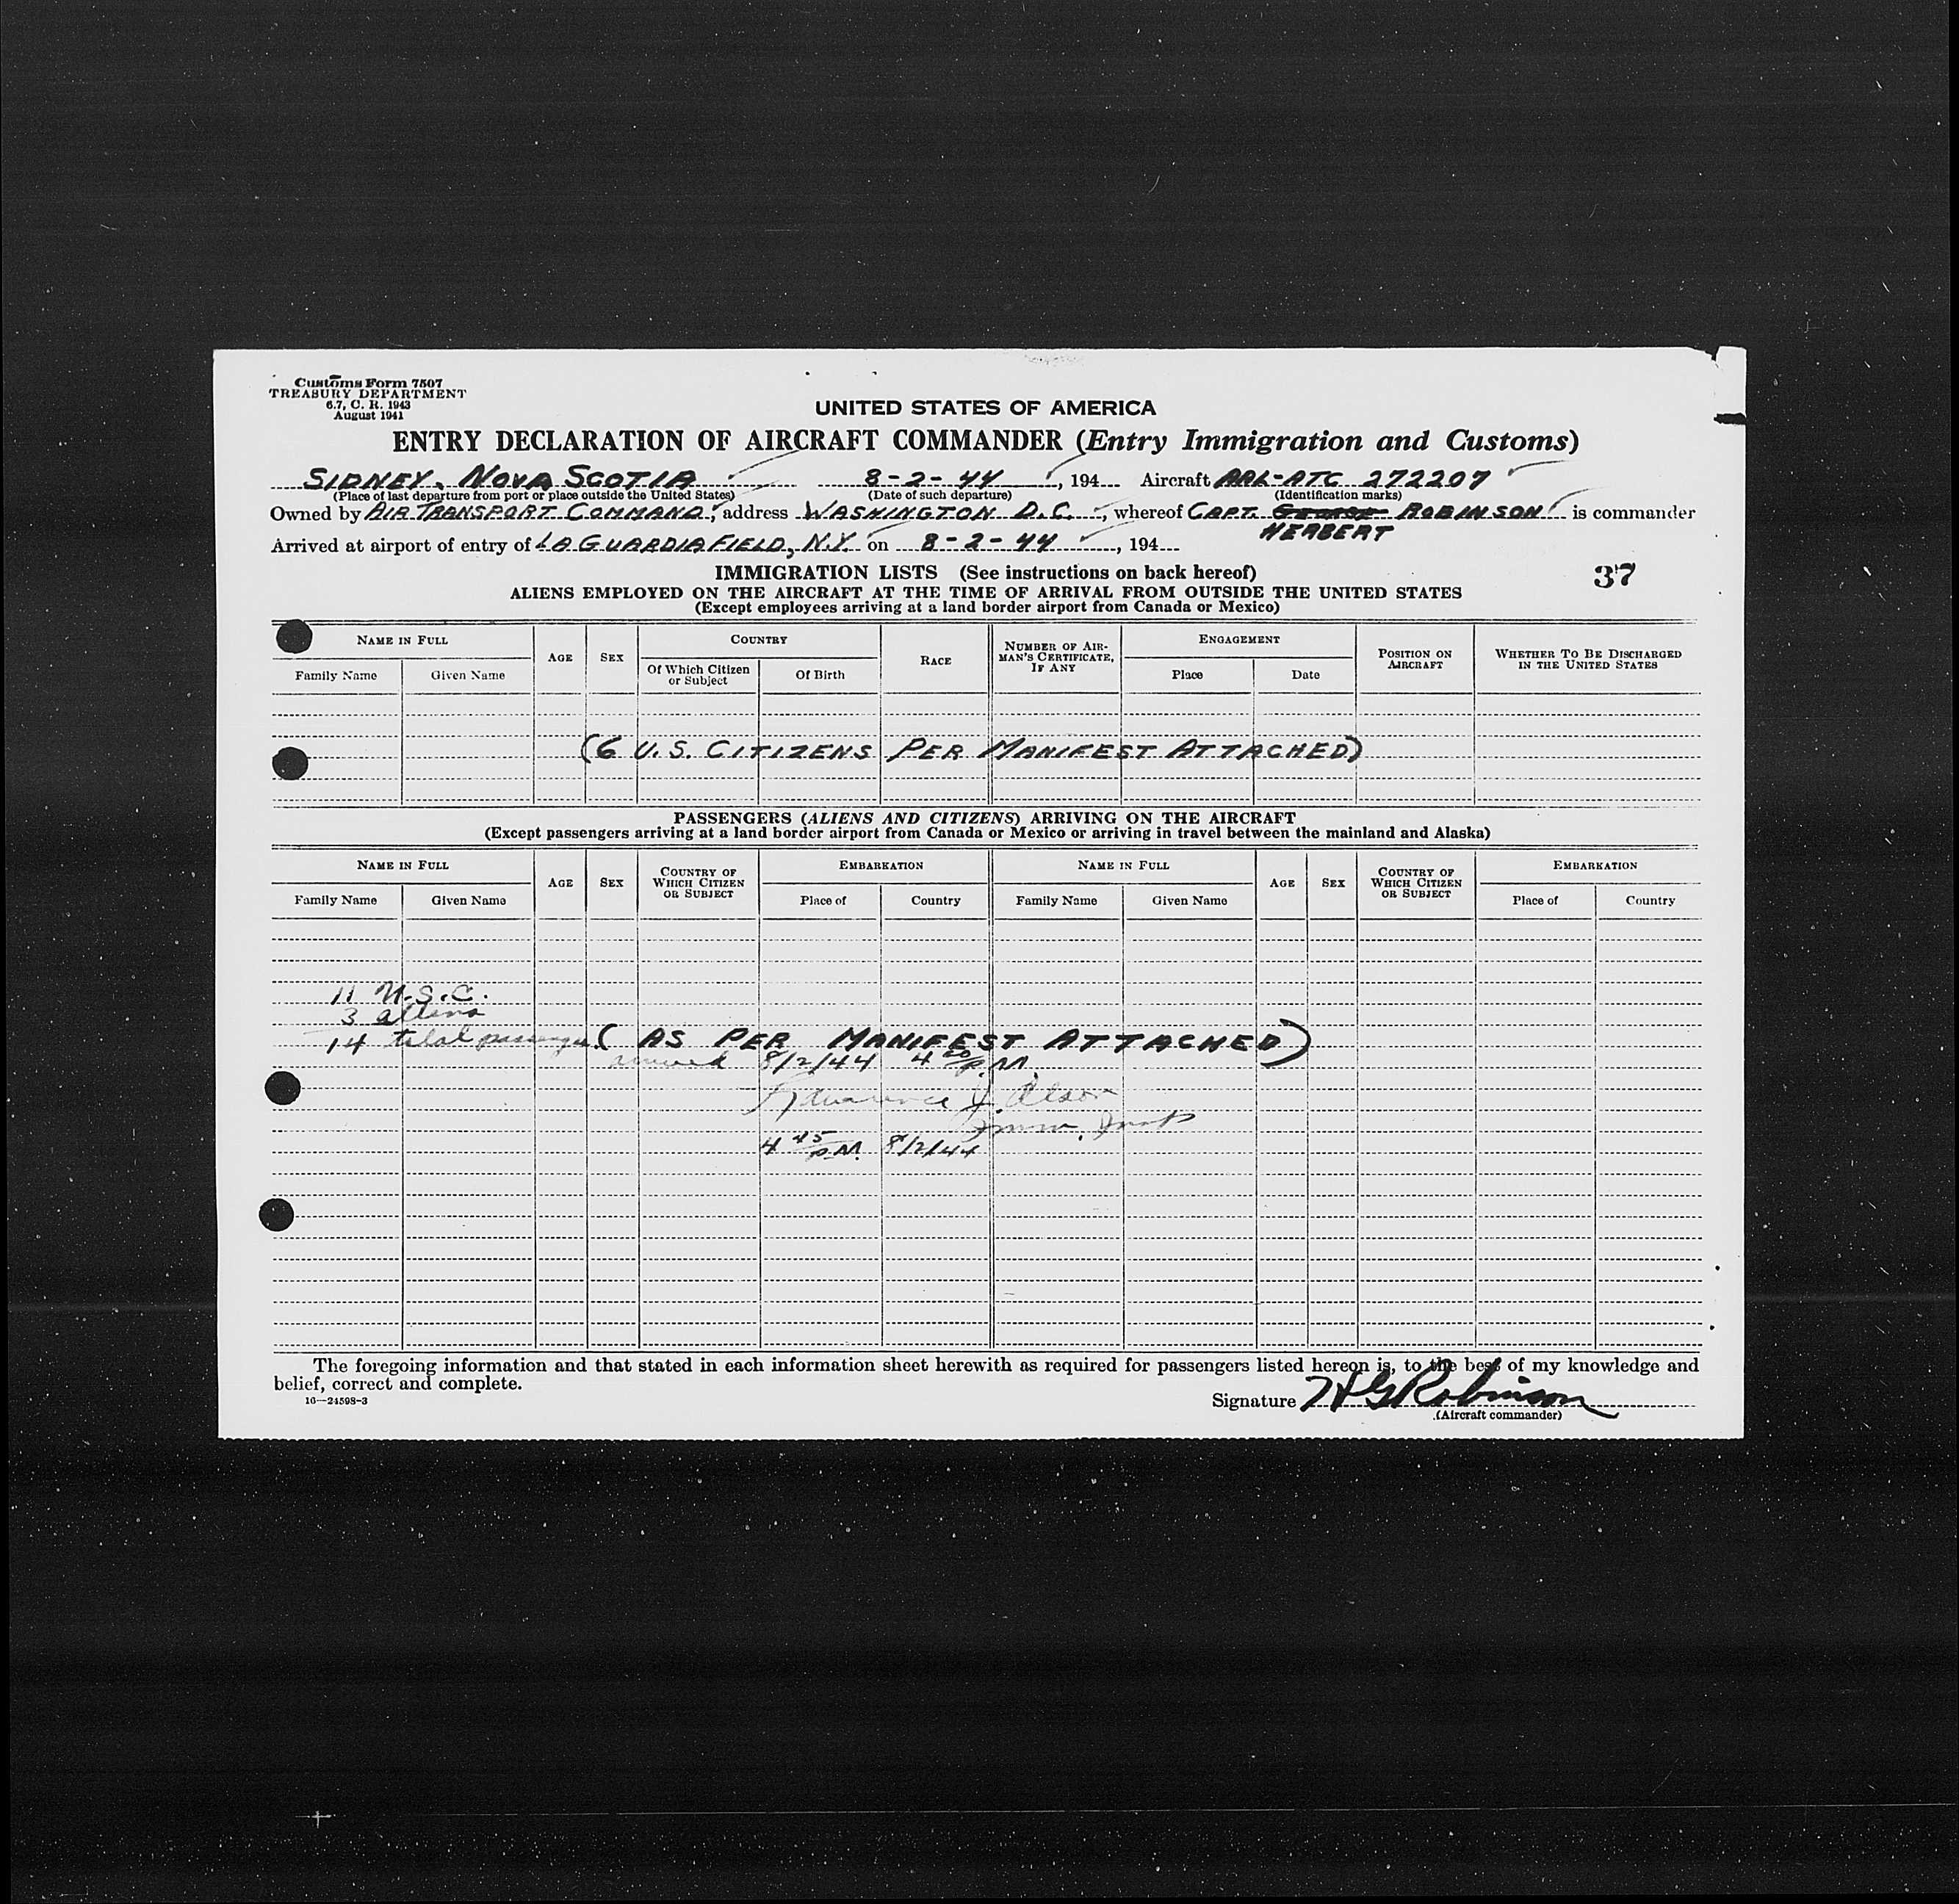 Customs Form 7507
TREASURY DEPARTMENT
6.7, C. R. 1943
August 1941
UNITED STATES OF AMERICA
ENTRY DECLARATION OF AIRCRAFT COMMANDER (Entry Immigration and Customs)
SIDNEY, NOVA SCOTIA 8-2-44, 194 Aircraft AAL-ATC 272207
(Place of last departure from port or place outside the United States) (Date of such departure) (Identification marks)
Owned by AIR TRANSPORT COMMAND, address WASHINGTON D.C., whereof CAPT. GEORGE ROBINSON is commander
HERBERT
Arrived at airport of entry of LA GUARDIA FIELD, N.Y. on 8-2-44, 194
IMMIGRATION LISTS (See instructions on back hereof)
37
ALIENS EMPLOYED ON THE AIRCRAFT AT THE TIME OF ARRIVAL FROM OUTSIDE THE UNITED STATES
(Except employees arriving at a land border airport from Canada or Mexico)
NAME IN FULL AGE SEX COUNTRY RACE NUMBER OF AIRMAN'S CERTIFICATE, IF ANY ENGAGEMENT POSITION ON AIRCRAFT WHETHER TO BE DISCHARGED IN THE UNITED STATES
Family Name Given Name Of Which Citizen or Subject Of Birth Place Date
(6 U.S. CITIZENS PER MANIFEST ATTACHED)
PASSENGERS (ALIENS AND CITIZENS) ARRIVING ON THE AIRCRAFT
(Except passengers arriving at a land border airport from Canada or Mexico or arriving in travel between the mainland and Alaska)
NAME IN FULL AGE SEX COUNTRY OF WHICH CITIZEN OR SUBJECT EMBARKATION NAME IN FULL AGE SEX COUNTRY OF WHICH CITIZEN OR SUBJECT EMBARKATION
Family Name Given Name Place of Country Family Name Given Name Place of Country
11 U.S.C.
3 aliens
14 total passenger (AS PER MANIFEST ATTACHED)
arrived 8/2/44 4 20 P.M.
Lawrence J. Olson
Imm. Insp
4 45 P.M. 8/2/44
The foregoing information and that stated in each information sheet herewith as required for passengers listed hereon is, to the best of my knowledge and
belief, correct and complete.
16—24598-3
Signature H G Robinson
(Aircraft commander)